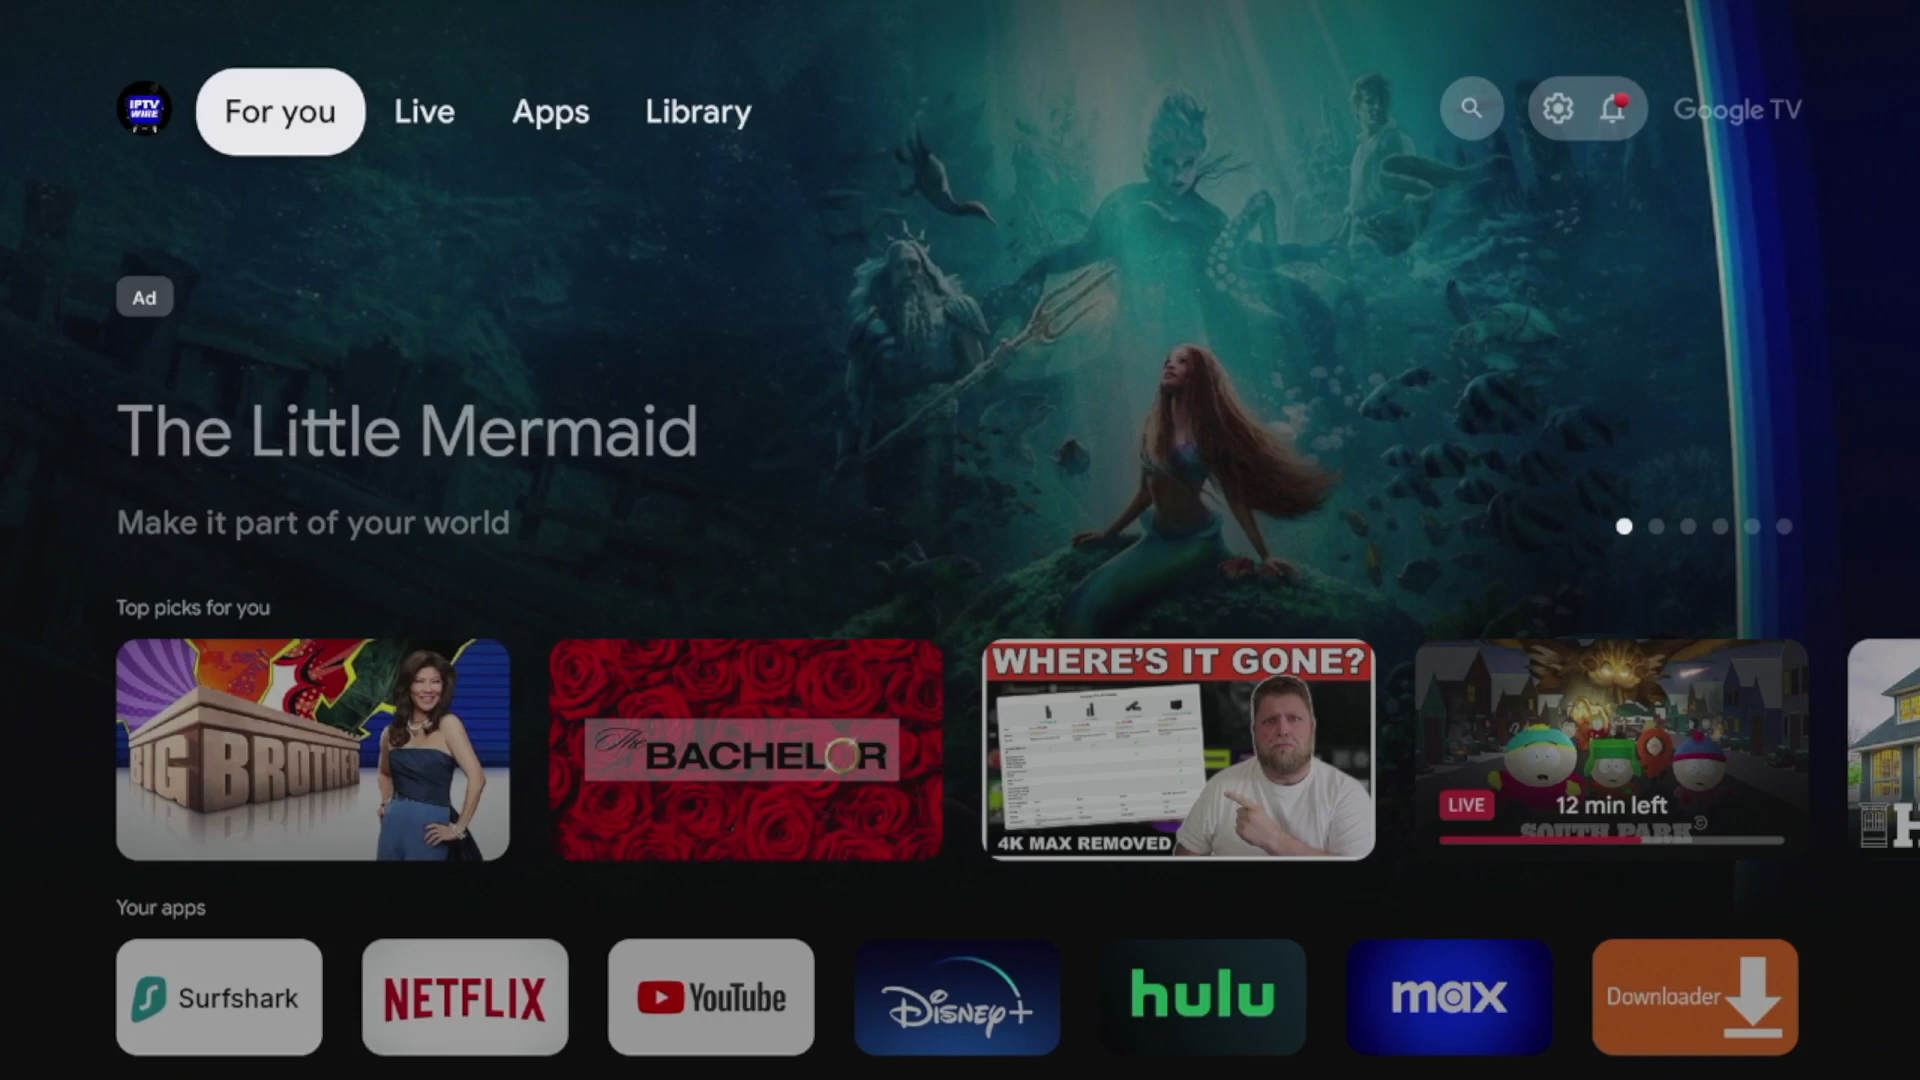 IPTV
WIRE
For you
Live
Apps
Library
Google TV
Ad
The Little Mermaid
Make it part of your world
Top picks for you
BIG BROTHER
The BACHELOR
WHERE'S IT GONE?
4K MAX REMOVED
LIVE
12 min left
SOUTH PARK
H
Your apps
Surfshark
NETFLIX
YouTube
Disney+
hulu
max
Downloader